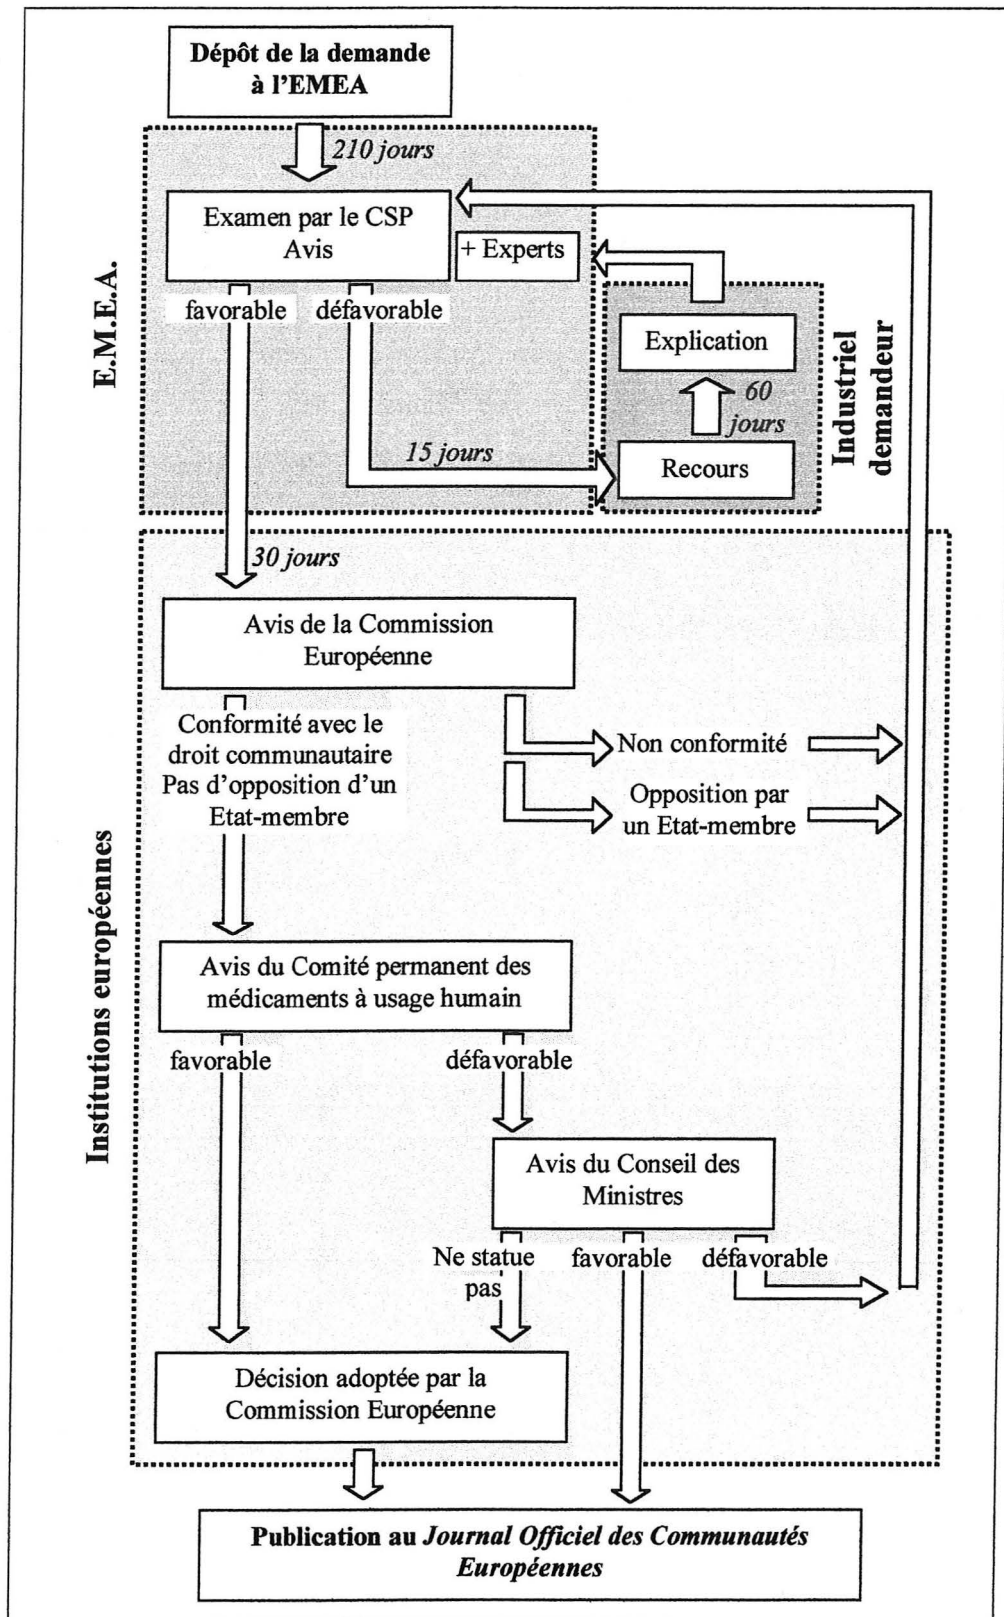 Dépôt de la demande
à l'EMEA
210 jours
Examen par le CSP
Avis
+ Experts
favorable
défavorable
E.M.E.A.
Explication
60
jours
Recours
15 jours
Industriel
demandeur
30 jours
Avis de la Commission
Européenne
Conformité avec le
droit communautaire
Pas d'opposition d'un
Etat-membre
Non conformité
Opposition par
un Etat-membre
Institutions européennes
Avis du Comité permanent des
médicaments à usage humain
favorable
défavorable
Avis du Conseil des
Ministres
Ne statue
pas
favorable
défavorable
Décision adoptée par la
Commission Européenne
Publication au Journal Officiel des Communautés
Européennes